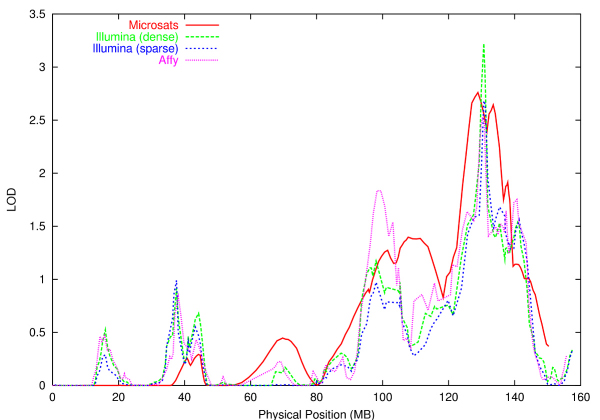 3.5
3
2.5
2
1.5
1
0.5
0
LOD
Microsats
Illumina (dense)
Illumina (sparse)
Affy
0 20 40 60 80 100 120 140 160
Physical Position (MB)